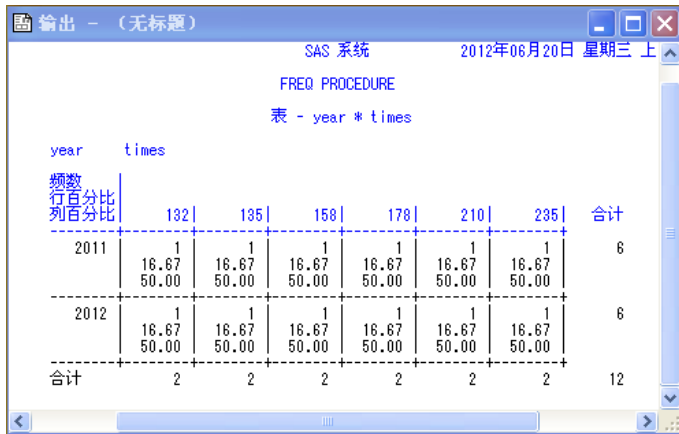 输出 - （无标题）
SAS 系统 2012年06月20日 星期三 上
FREQ PROCEDURE
表 - year * times
year times
频数
行百分比
列百分比| 132| 135| 158| 178| 210| 235| 合计
2011 | 1 | 1 | 1 | 1 | 1 | 1 | 6
| 16.67 | 16.67 | 16.67 | 16.67 | 16.67 | 16.67 |
| 50.00 | 50.00 | 50.00 | 50.00 | 50.00 | 50.00 |
2012 | 1 | 1 | 1 | 1 | 1 | 1 | 6
| 16.67 | 16.67 | 16.67 | 16.67 | 16.67 | 16.67 |
| 50.00 | 50.00 | 50.00 | 50.00 | 50.00 | 50.00 |
合计 2 2 2 2 2 2 12